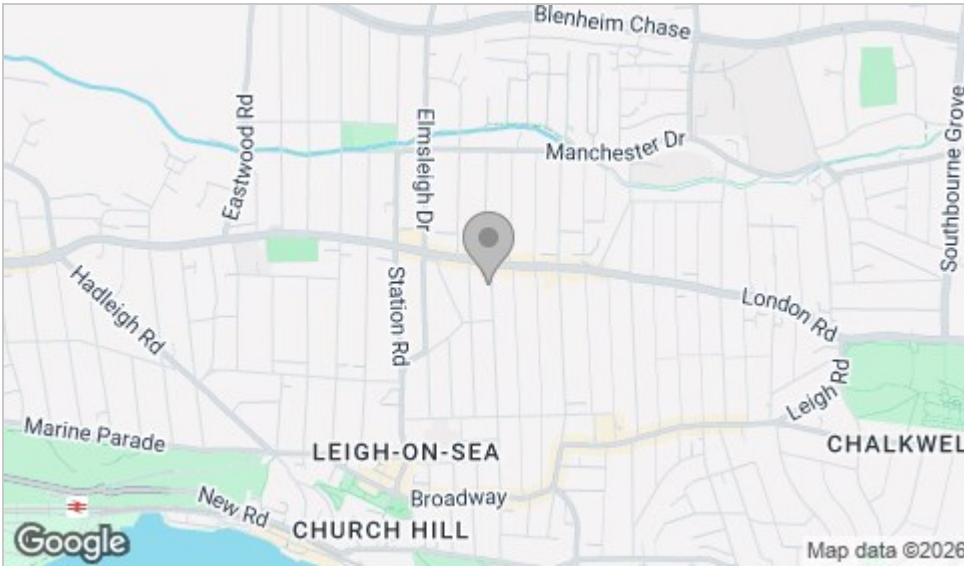 Blenheim Chase
Elmsleigh Dr
Eastwood Rd
Manchester Dr
Southbourne Grove
Station Rd
Hadleigh Rd
London Rd
Leigh Rd
Marine Parade
LEIGH-ON-SEA
CHALKWEL
New Rd
Broadway
CHURCH HILL
Google
Map data ©2026